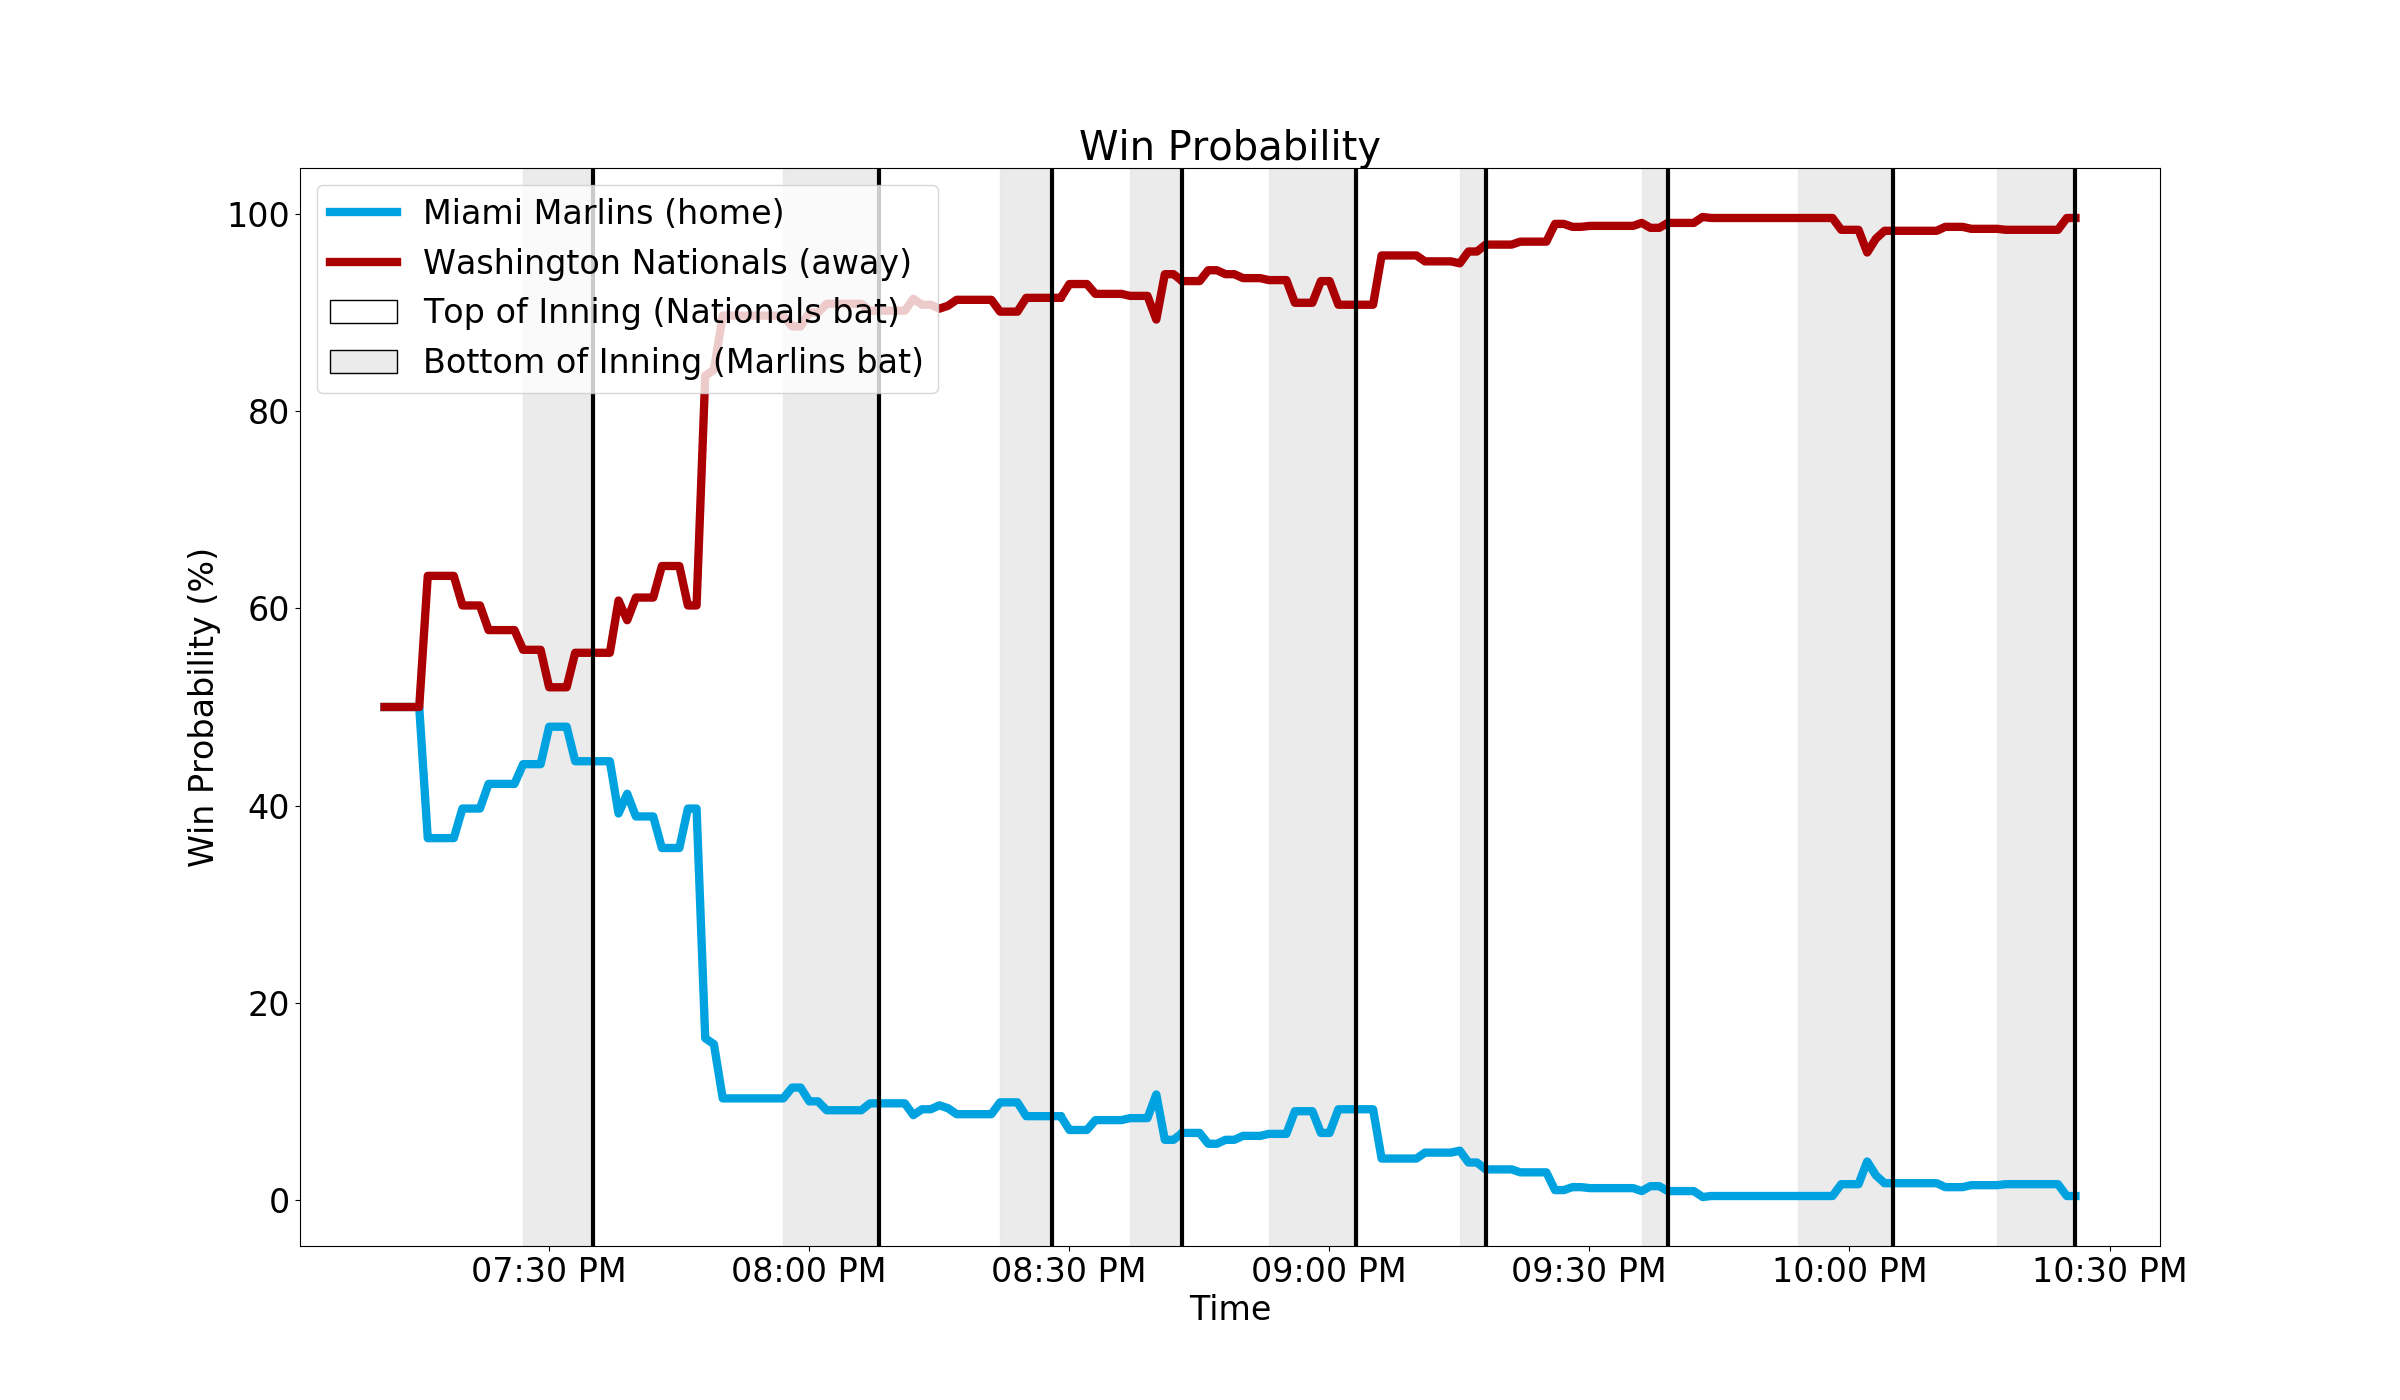 Win Probability
Miami Marlins (home)
Washington Nationals (away)
Top of Inning (Nationals bat)
Bottom of Inning (Marlins bat)
Win Probability (%)
100
80
60
40
20
0
07:30 PM 08:00 PM 08:30 PM 09:00 PM 09:30 PM 10:00 PM 10:30 PM
Time